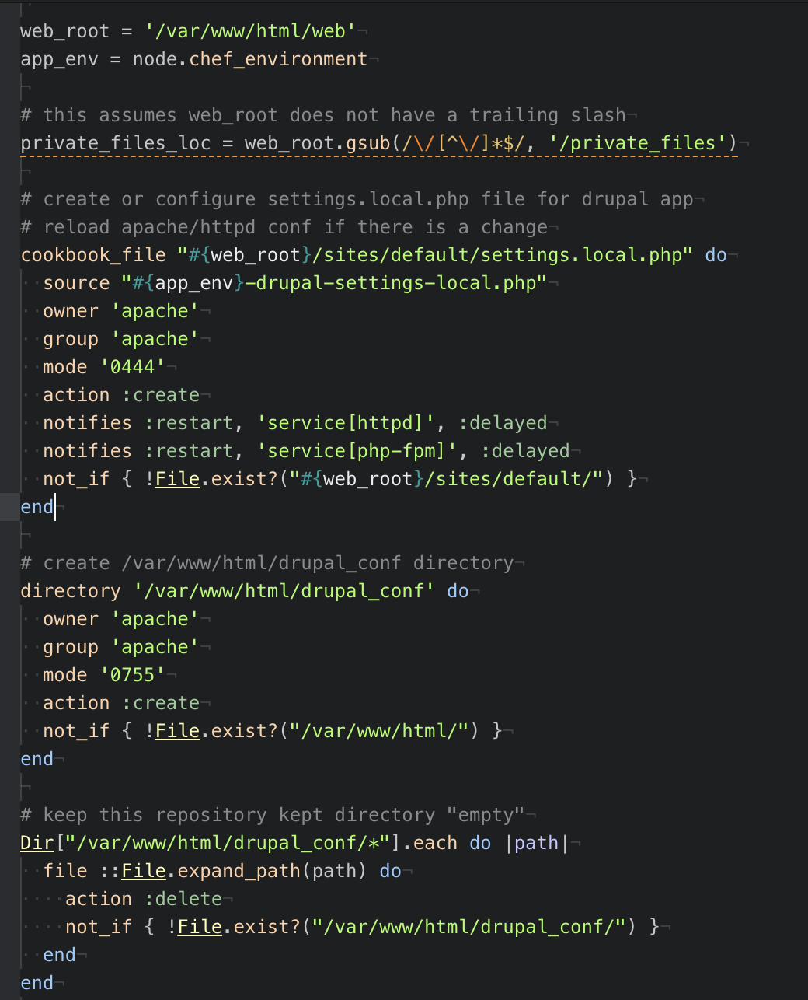 web_root = '/var/www/html/web'
app_env = node.chef_environment

# this assumes web_root does not have a trailing slash
private_files_loc = web_root.gsub(/\/[^\/]*$/, '/private_files')

# create or configure settings.local.php file for drupal app
# reload apache/httpd conf if there is a change
cookbook_file "#{web_root}/sites/default/settings.local.php" do
  source "#{app_env}-drupal-settings-local.php"
  owner 'apache'
  group 'apache'
  mode '0444'
  action :create
  notifies :restart, 'service[httpd]', :delayed
  notifies :restart, 'service[php-fpm]', :delayed
  not_if { !File.exist?("#{web_root}/sites/default/") }
end

# create /var/www/html/drupal_conf directory
directory '/var/www/html/drupal_conf' do
  owner 'apache'
  group 'apache'
  mode '0755'
  action :create
  not_if { !File.exist?("/var/www/html/") }
end

# keep this repository kept directory "empty"
Dir["/var/www/html/drupal_conf/*"].each do |path|
  file ::File.expand_path(path) do
    action :delete
    not_if { !File.exist?("/var/www/html/drupal_conf/") }
  end
end